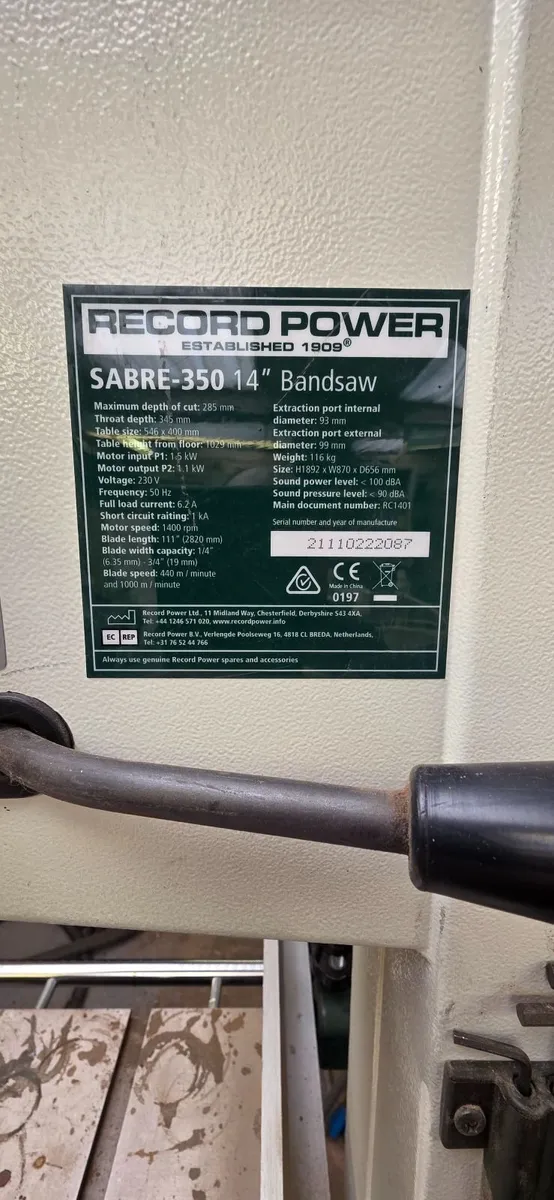 RECORD POWER
ESTABLISHED 1909®
SABRE-350 14" Bandsaw
Maximum depth of cut: 285 mm
Throat depth: 345 mm
Table size: 546 x 400 mm
Table height from floor: 1029 mm
Motor input P1: 1.5 kW
Motor output P2: 1.1 kW
Voltage: 230 V
Frequency: 50 Hz
Full load current: 6.2 A
Short circuit raiting: 1 kA
Motor speed: 1400 rpm
Blade length: 111" (2820 mm)
Blade width capacity: 1/4"
(6.35 mm) - 3/4" (19 mm)
Blade speed: 440 m / minute
and 1000 m / minute
Extraction port internal
diameter: 93 mm
Extraction port external
diameter: 99 mm
Weight: 116 kg
Size: H1892 x W870 x D656 mm
Sound power level: < 100 dBA
Sound pressure level: < 90 dBA
Main document number: RC1401
Serial number and year of manufacture
21110222087
CE
Made in China
0197
Record Power Ltd., 11 Midland Way, Chesterfield, Derbyshire S43 4XA,
Tel: +44 1246 571 020, www.recordpower.info
EC REP
Record Power B.V., Verlengde Poolseweg 16, 4818 CL BREDA, Netherlands,
Tel: +31 76 52 44 766
Always use genuine Record Power spares and accessories